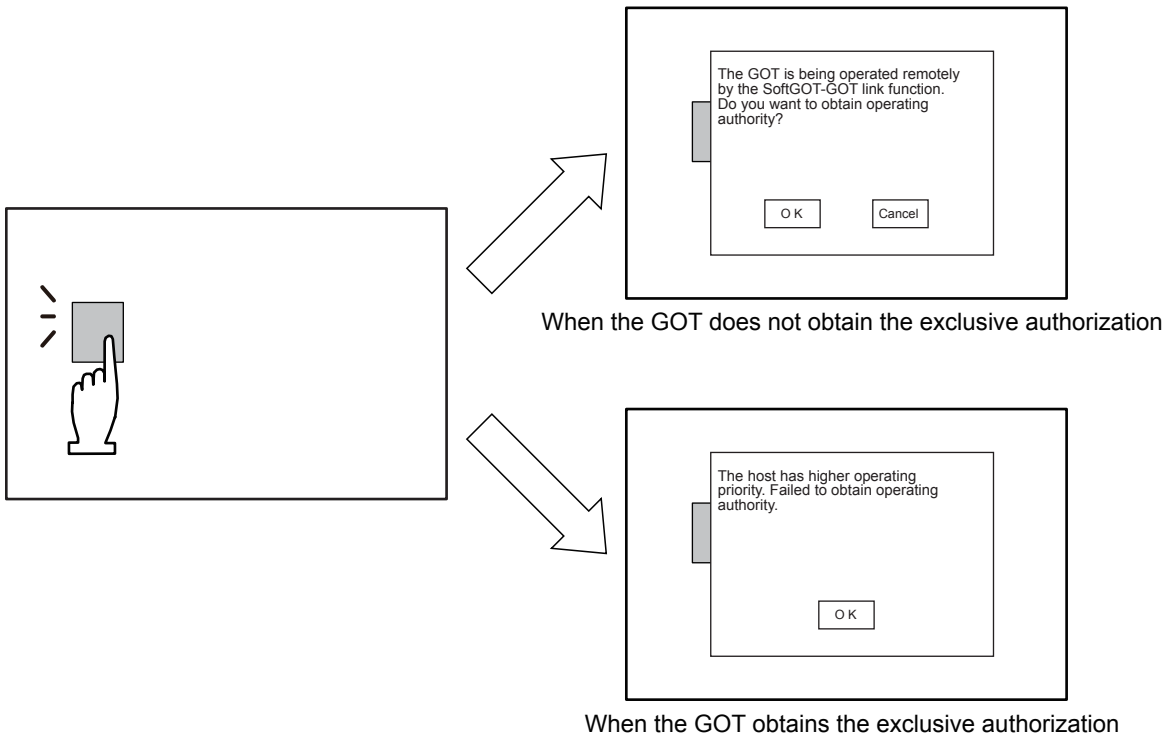 The GOT is being operated remotely
by the SoftGOT-GOT link function.
Do you want to obtain operating
authority?
O K
Cancel
When the GOT does not obtain the exclusive authorization
The host has higher operating
priority. Failed to obtain operating
authority.
O K
When the GOT obtains the exclusive authorization